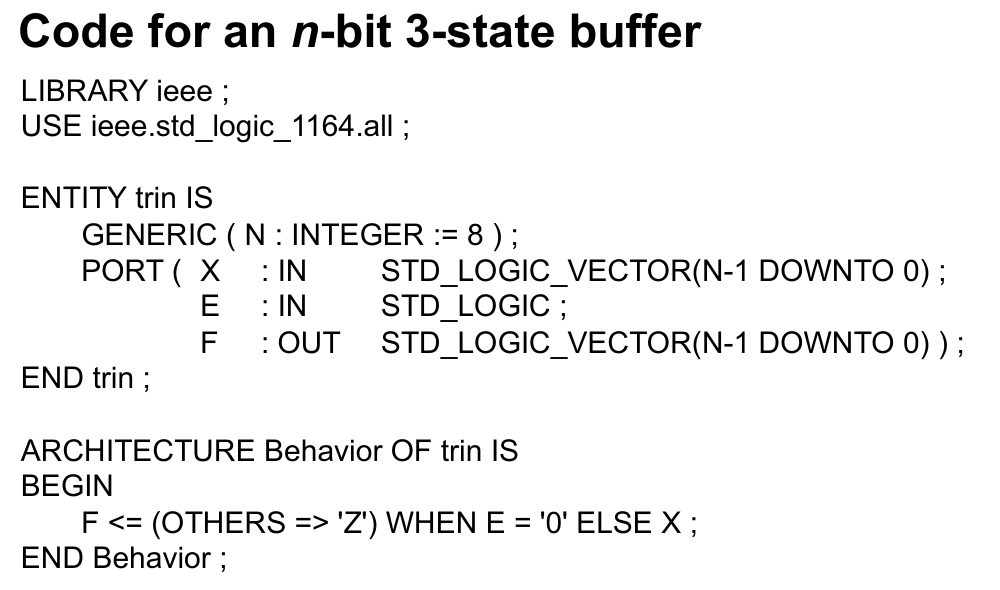 Code for an n-bit 3-state buffer
LIBRARY ieee ;
USE ieee.std_logic_1164.all ;
ENTITY trin IS
GENERIC ( N : INTEGER := 8 ) ;
PORT ( X : IN STD_LOGIC_VECTOR(N-1 DOWNTO 0) ;
E : IN STD_LOGIC ;
F : OUT STD_LOGIC_VECTOR(N-1 DOWNTO 0) ) ;
END trin ;
ARCHITECTURE Behavior OF trin IS
BEGIN
F <= (OTHERS => 'Z') WHEN E = '0' ELSE X ;
END Behavior ;